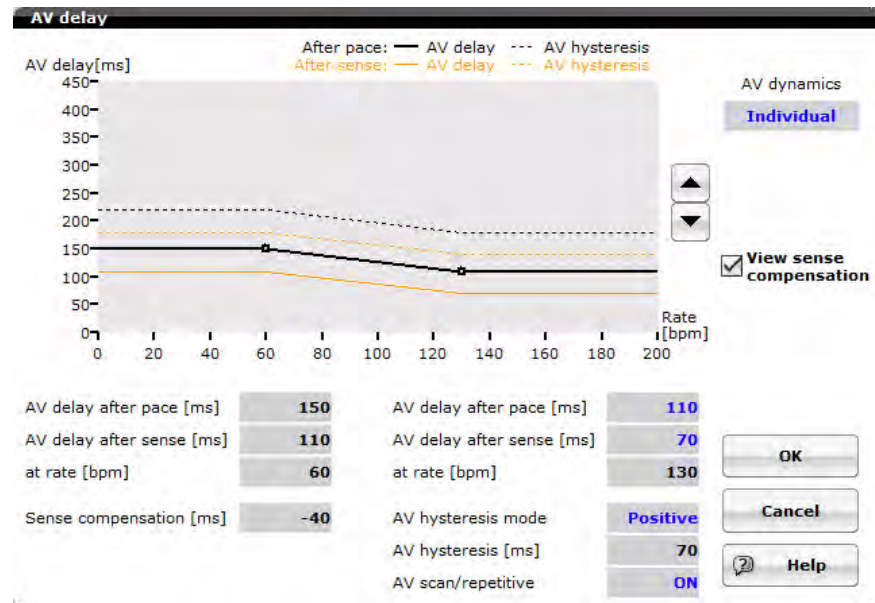 AV delay
After pace: — AV delay --- AV hysteresis
After sense: — AV delay --- AV hysteresis
AV delay[ms]
450
400
350
300
250
200
150
100
50
0
0 20 40 60 80 100 120 140 160 180 200
Rate
[bpm]
AV dynamics
Individual
View sense
compensation
AV delay after pace [ms] 150
AV delay after sense [ms] 110
at rate [bpm] 60
Sense compensation [ms] -40
AV delay after pace [ms] 110
AV delay after sense [ms] 70
at rate [bpm] 130
AV hysteresis mode Positive
AV hysteresis [ms] 70
AV scan/repetitive ON
OK
Cancel
Help